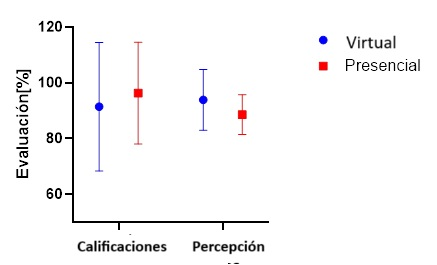 120
100
80
60
Evaluación[%]
Calificaciones
Percepción
Virtual
Presencial